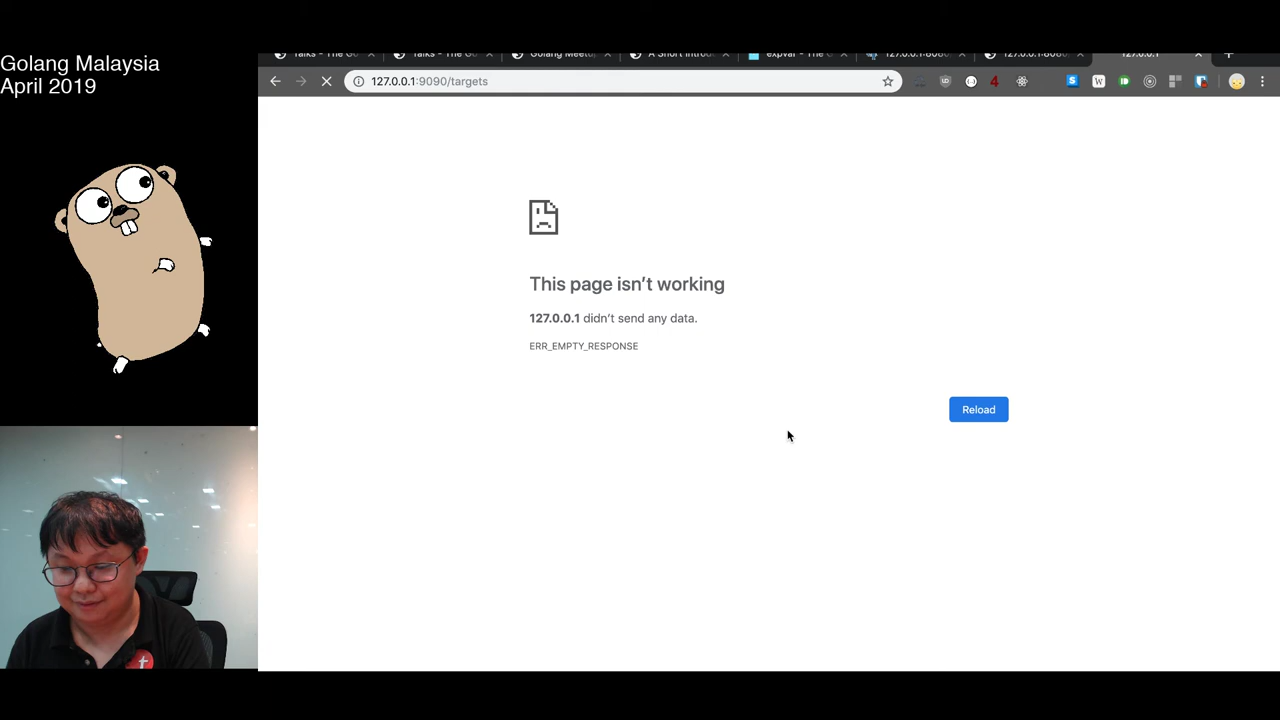 Golang Malaysia
April 2019
127.0.0.1:9090/targets
This page isn't working
127.0.0.1 didn't send any data.
ERR_EMPTY_RESPONSE
Reload